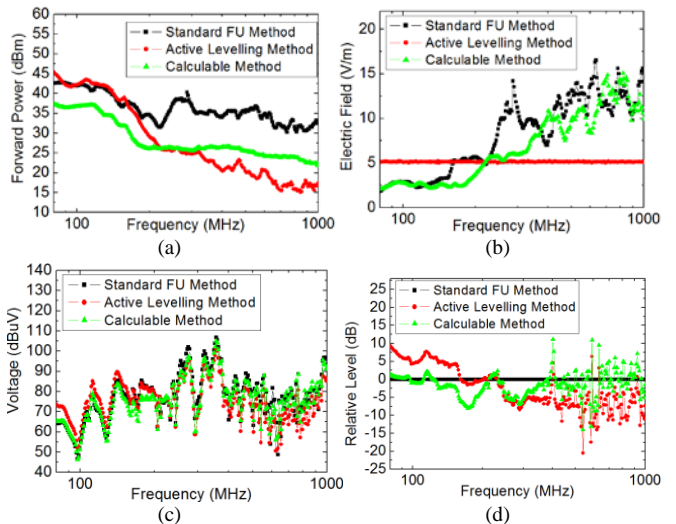 60
55
50
45
40
35
30
25
20
15
10
Forward Power (dBm)
Standard FU Method
Active Levelling Method
Calculable Method
100
1000
Frequency (MHz)
(a)
20
15
10
5
0
Electric Field (V/m)
Standard FU Method
Active Levelling Method
Calculable Method
100
1000
Frequency (MHz)
(b)
140
130
120
110
100
90
80
70
60
50
40
Voltage (dBuV)
Standard FU Method
Active Levelling Method
Calculable Method
100
1000
Frequency (MHz)
(c)
25
20
15
10
5
0
-5
-10
-15
-20
-25
Relative Level (dB)
Standard FU Method
Active Levelling Method
Calculable Method
100
1000
Frequency (MHz)
(d)